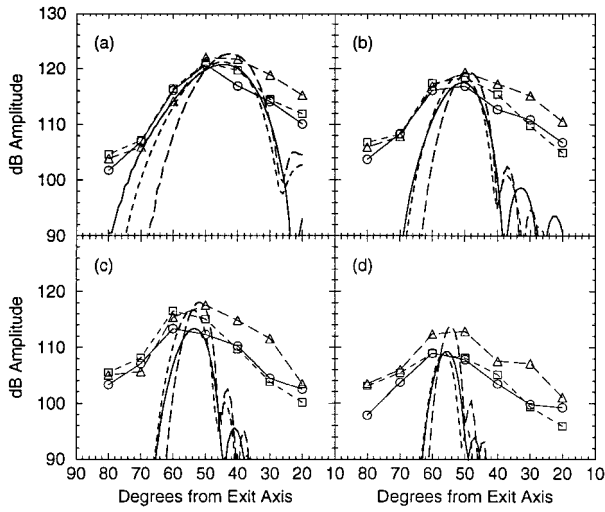 130
120
110
100
90
dB Amplitude
(a)
(b)
120
110
100
90
dB Amplitude
(c)
(d)
90 80 70 60 50 40 30 20 10 80 70 60 50 40 30 20 10
Degrees from Exit Axis
Degrees from Exit Axis